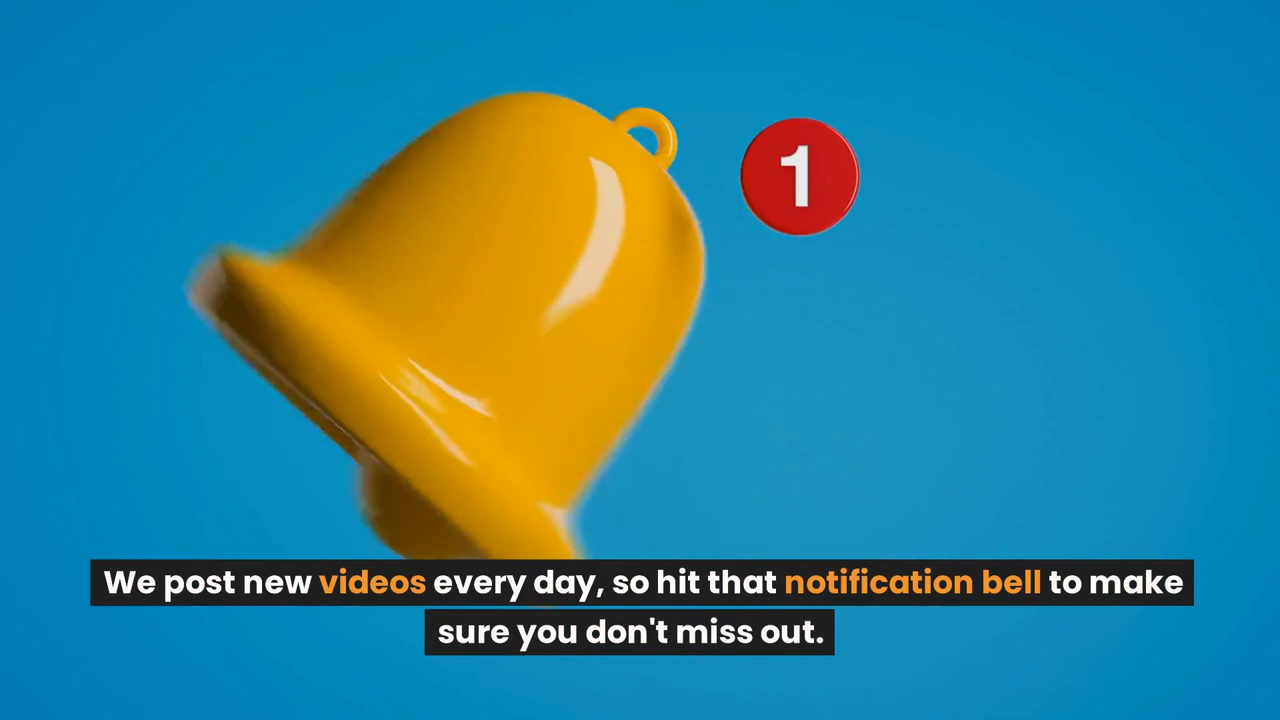 1
We post new videos every day, so hit that notification bell to make
sure you don't miss out.